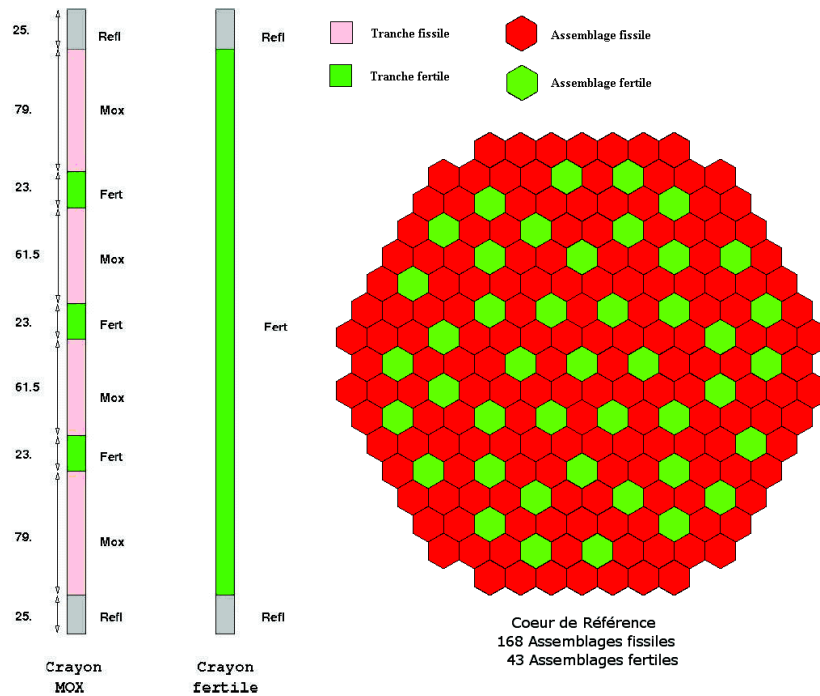 25.
Refl
79.
Mox
23.
Fert
61.5
Mox
23.
Fert
61.5
Mox
23.
Fert
79.
Mox
25.
Refl
Crayon
MOX
Refl
Fert
Refl
Crayon
fertile
Tranche fissile
Tranche fertile
Assemblage fissile
Assemblage fertile
Coeur de Référence
168 Assemblages fissiles
43 Assemblages fertiles